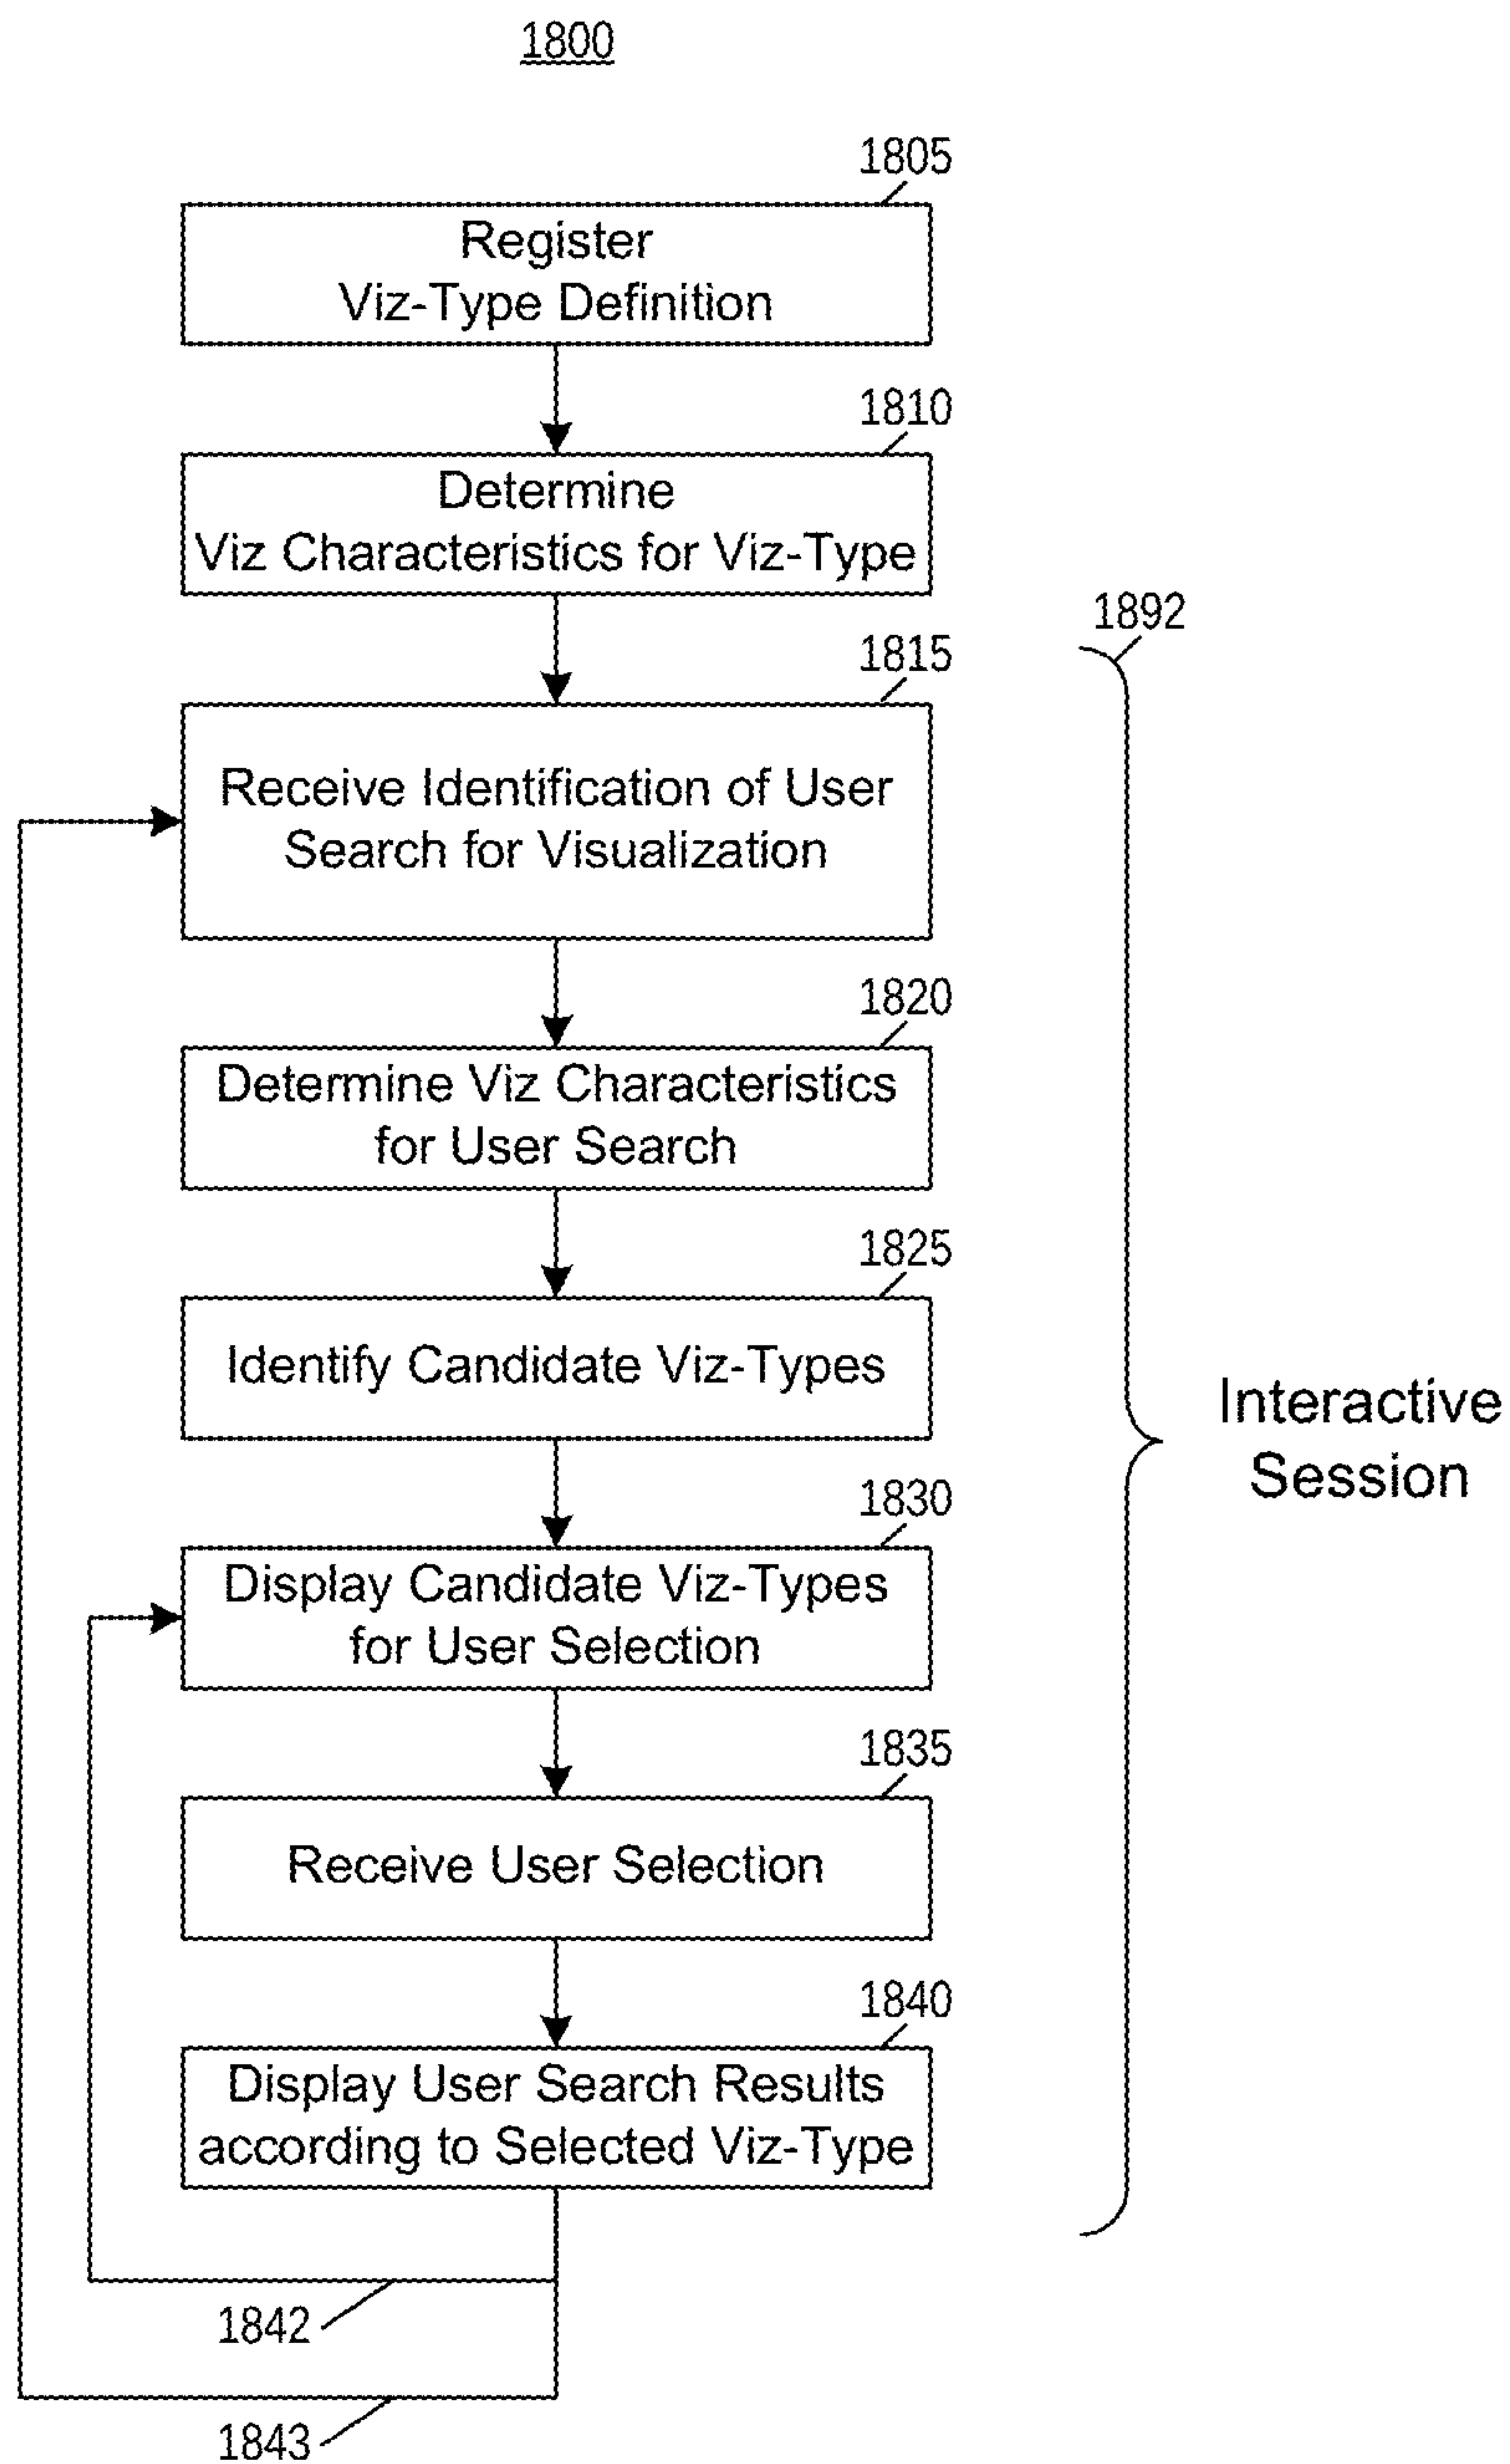 1800
1805
Register
Viz-Type Definition
1810
Determine
Viz Characteristics for Viz-Type
1892
1815
Receive Identification of User
Search for Visualization
1820
Determine Viz Characteristics
for User Search
1825
Identify Candidate Viz-Types
Interactive
Session
1830
Display Candidate Viz-Types
for User Selection
1835
Receive User Selection
1840
Display User Search Results
according to Selected Viz-Type
1842
1843